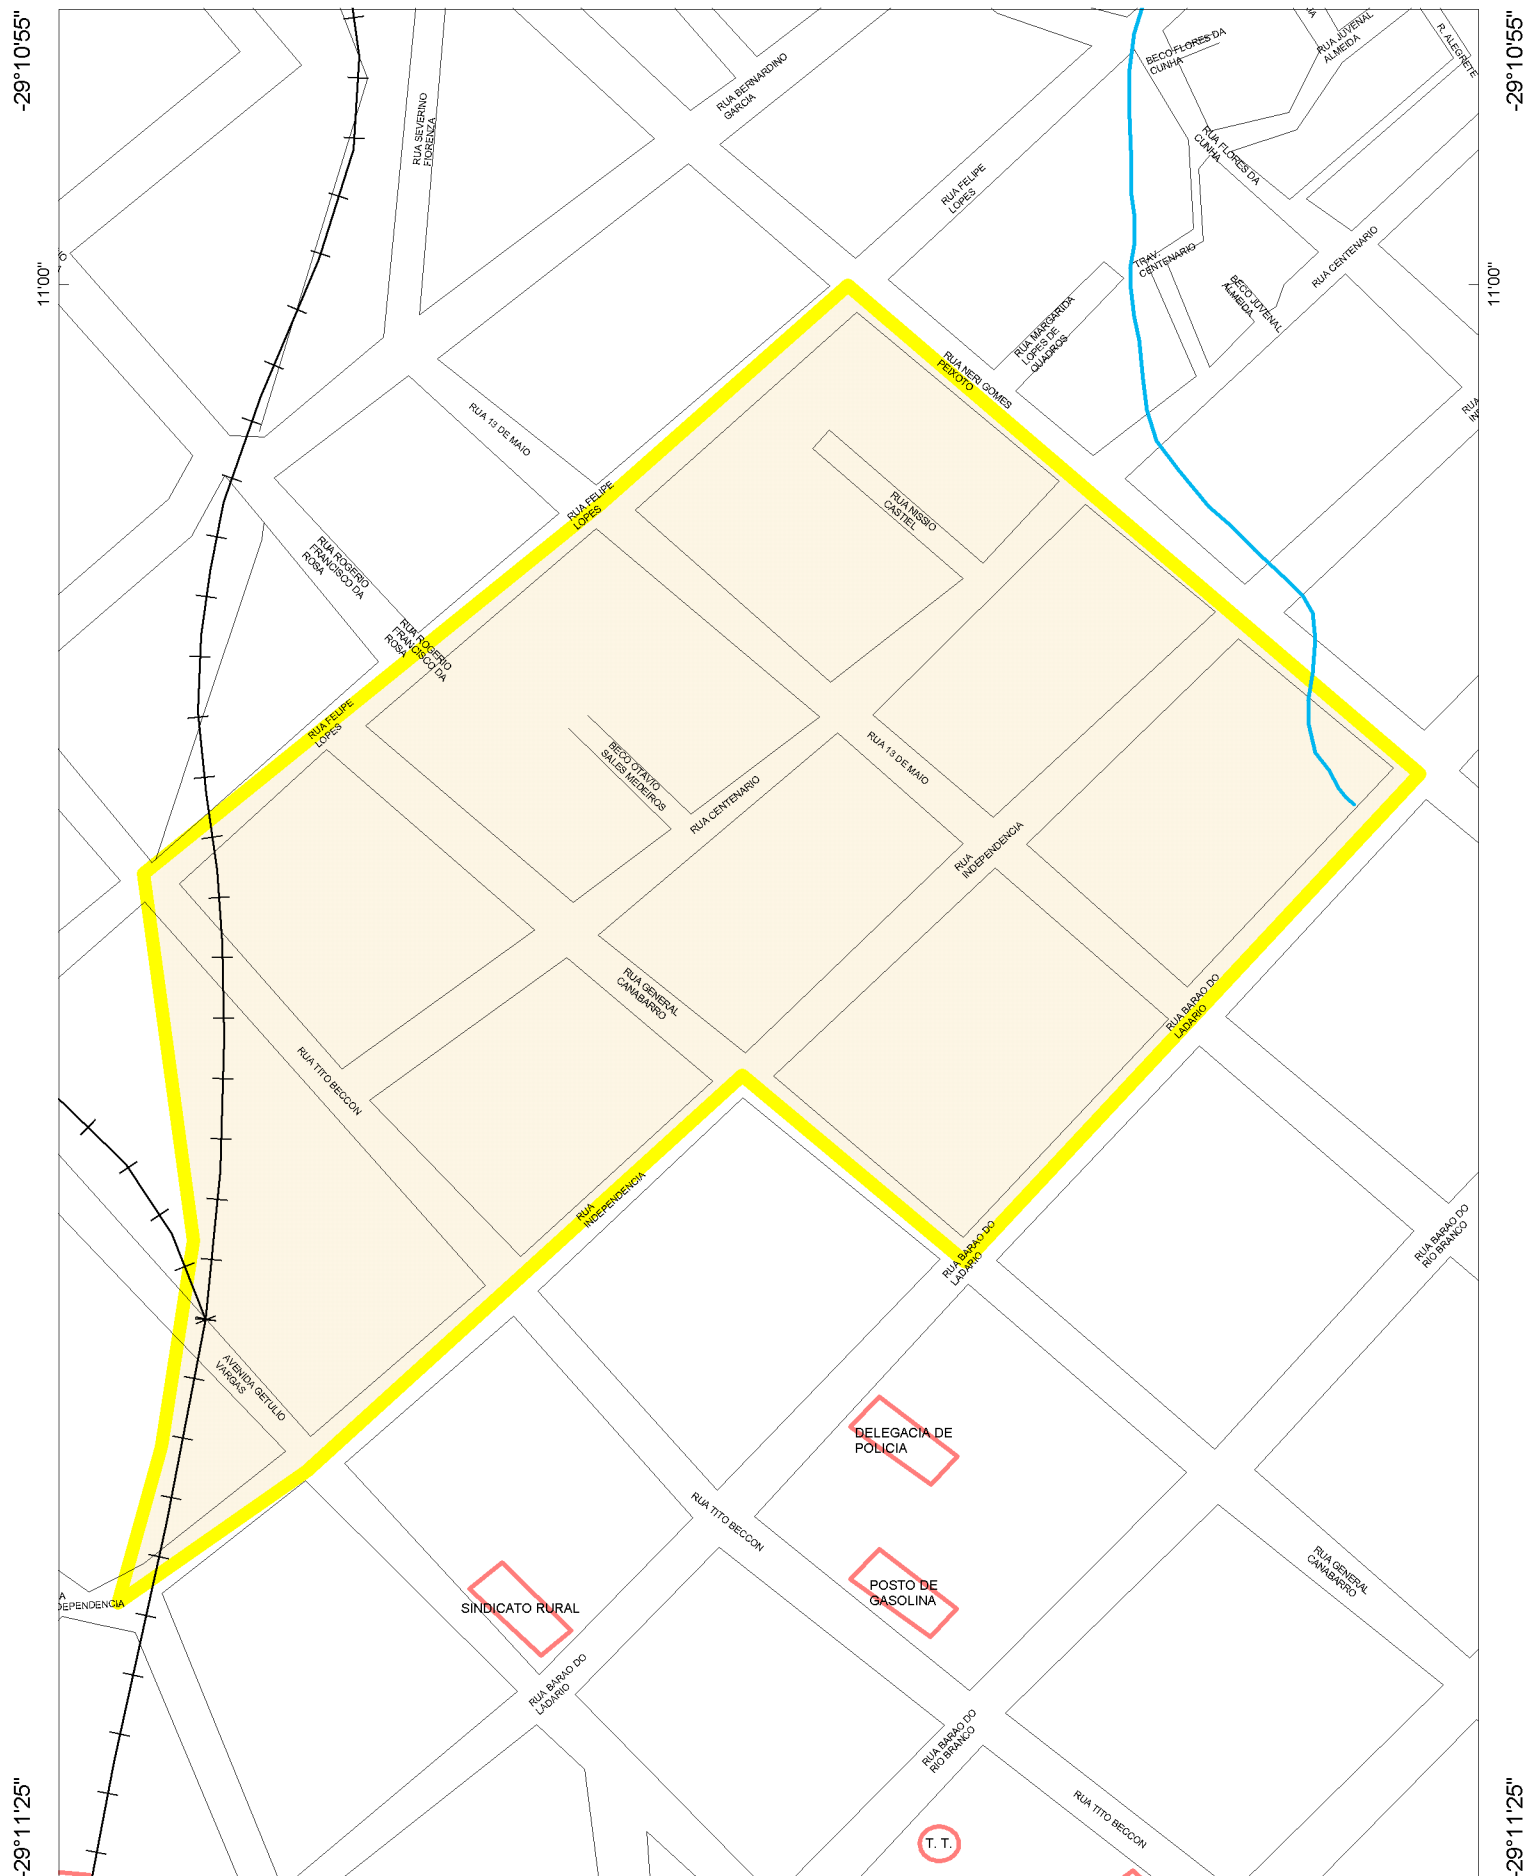 -29°10'55"
-29°10'55"
RUA JUVENAL
ALMEIDA
R. ALEGRETE
BECO FLORES DA
CUNHA
RUA BERNARDINO
GARCIA
RUA SEVERINO
FIORENZA
RUA FLORES DA
CUNHA
RUA FELIPE
LOPES
TRAV.
CENTENARIO
RUA CENTENARIO
11'00"
11'00"
BECO JUVENAL
ALMEIDA
RUA MARGARIDA
LOPES DE
QUADROS
RUA NERI GOMES
PEIXOTO
RUA
RUA 13 DE MAIO
RUA FELIPE
LOPES
RUA NISSIO
CASTIEL
RUA ROGERIO
FRANCISCO DA
ROSA
RUA ROGERIO
FRANCISCO DA
ROSA
RUA FELIPE
LOPES
BECO OTAVIO
SALES MEDEIROS
RUA 13 DE MAIO
RUA CENTENARIO
RUA
INDEPENDENCIA
RUA GENERAL
CANABARRO
RUA BARAO DO
LADARIO
RUA TITO BECCON
RUA
INDEPENDENCIA
RUA BARAO DO
LADARIO
RUA BARAO DO
RIO BRANCO
AVENIDA GETULIO
VARGAS
DELEGACIA DE
POLICIA
RUA TITO BECCON
RUA GENERAL
CANABARRO
POSTO DE
GASOLINA
A
DEPENDENCIA
SINDICATO RURAL
RUA BARAO DO
LADARIO
RUA BARAO DO
RIO BRANCO
RUA TITO BECCON
T. T.
-29°11'25"
-29°11'25"